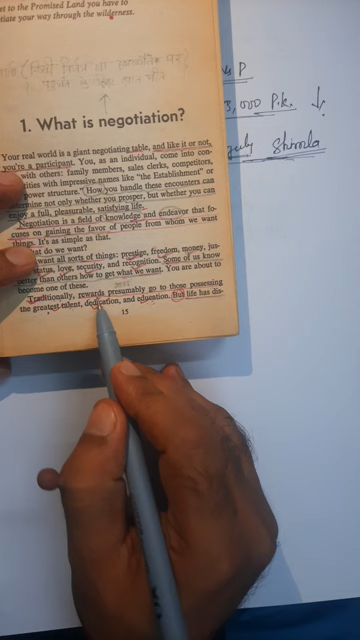 et to the Promised Land you have to
tiate your way through the wilderness.
P
3,000 P.k. ↓
Shimla
1. What is negotiation?
Your real world is a giant negotiating table, and like it or not,
you're a participant. You, as an individual, come into con-
with others: family members, sales clerks, competitors,
ities with impressive names like "the Establishment" or
power structure." How you handle these encounters can
ermine not only whether you prosper, but whether you can
enjoy a full, pleasurable, satisfying life.
Negotiation is a field of knowledge and endeavor that fo-
cuses on gaining the favor of people from whom we want
things. It's as simple as that.
at do we want?
want all sorts of things: prestige, freedom, money, jus-
status, love, security, and recognition. Some of us know
better than others how to get what we want. You are about to
become one of these.
Traditionally, rewards presumably go to those possessing
the greatest talent, dedication, and education. But life has dis-
15